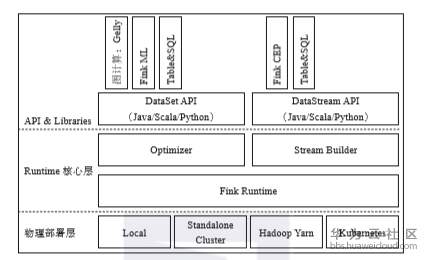 图计算：Gelly
Fink ML
Table&SQL
Fink CEP
Table&SQL
API & Libraries
DataSet API
(Java/Scala/Python)
DataStream API
(Java/Scala/Python)
Optimizer
Stream Builder
Runtime 核心层
Fink Runtime
物理部署层
Local
Standalone
Cluster
Hadoop Yarn
Kubernetes
华为云社区
bbs.huaweicloud.com